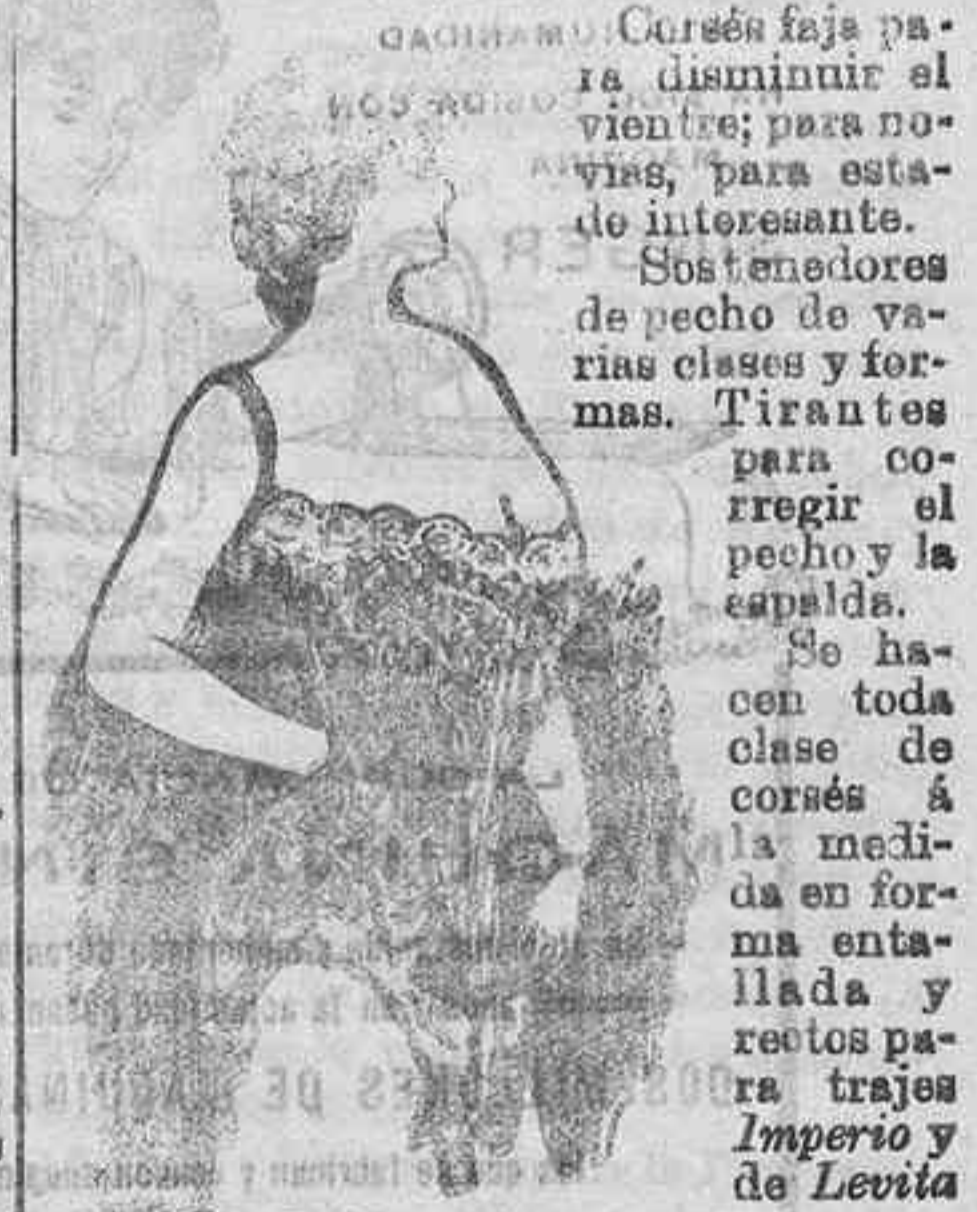 Corsés faja pa-
ra disminuir el
vientre; para no-
vias, para esta-
do interesante.
Sostenedores
de pecho de va-
rias clases y for-
mas. Tirantes
para co-
rregir el
pecho y la
espalda.
Se ha-
cen toda
clase de
corsés á
la medi-
da en for-
ma enta-
llada y
rectos pa-
ra trajes
Imperio y
de Levita